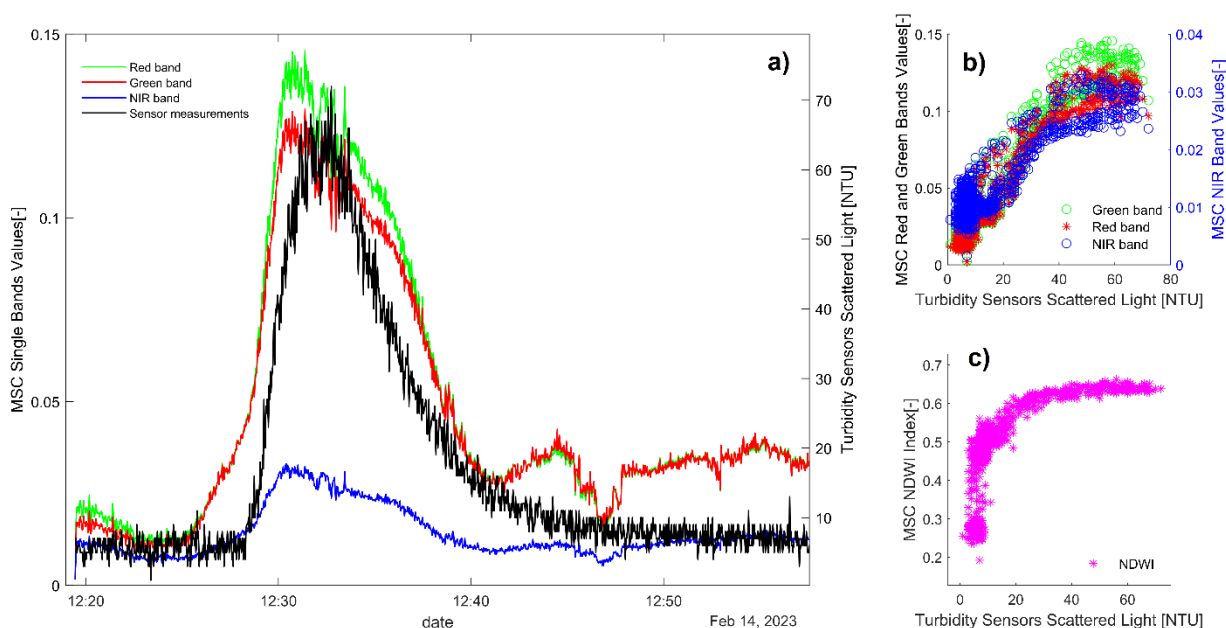 a)
0.15
0.1
0.05
0
MSC Single Bands Values[-]
Red band
Green band
NIR band
Sensor measurements
70
60
50
40
30
20
10
Turbidity Sensors Scattered Light [NTU]
12:20 12:30 12:40 12:50
date
Feb 14, 2023
b)
0.15
0.1
0.05
0
MSC Red and Green Bands Values[-]
0.04
0.03
0.02
0.01
0
MSC NIR Band Values[-]
Green band
Red band
NIR band
0 20 40 60 80
Turbidity Sensors Scattered Light [NTU]
c)
0.7
0.6
0.5
0.4
0.3
0.2
MSC NDWI Index[-]
NDWI
0 20 40 60
Turbidity Sensors Scattered Light [NTU]